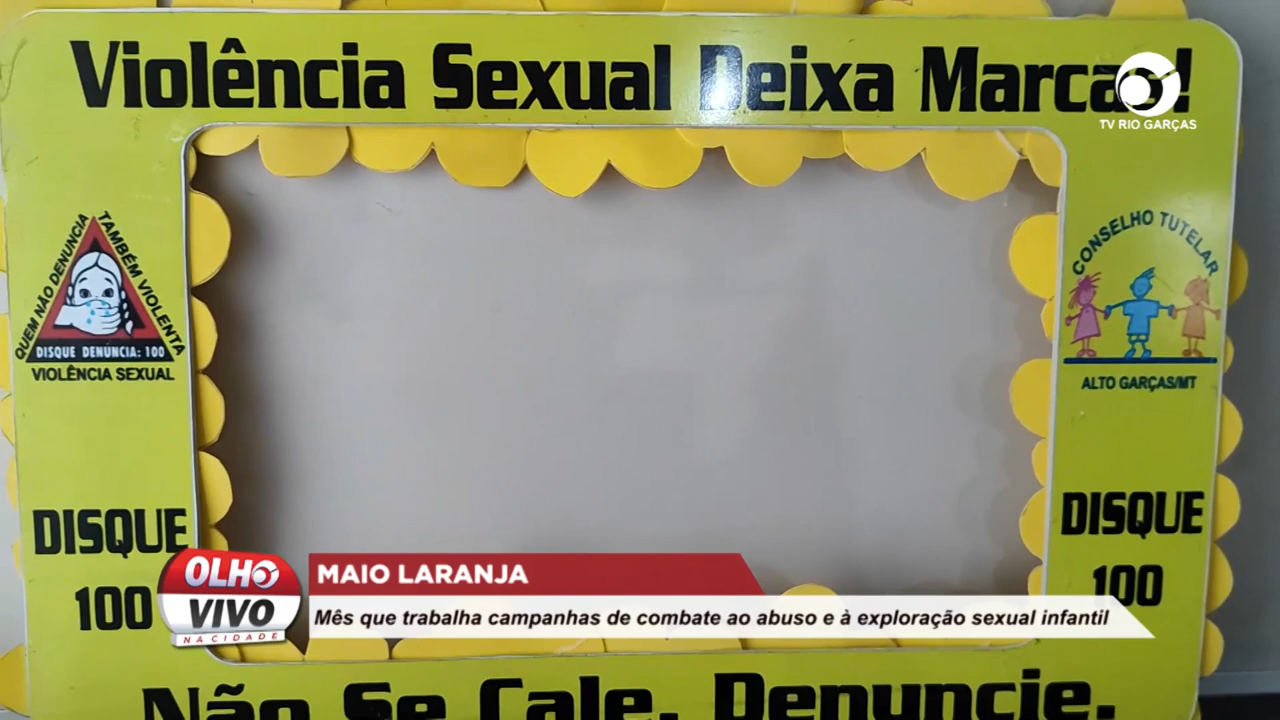 Violência Sexual Deixa Marcas!
TV RIO GARÇAS
QUEM NÃO DENUNCIA
TAMBÉM VIOLENTA
DISQUE DENÚNCIA: 100
VIOLÊNCIA SEXUAL
CONSELHO TUTELAR
ALTO GARÇAS/MT
DISQUE
100
DISQUE
100
OLHO
VIVO
NA CIDADE
MAIO LARANJA
Mês que trabalha campanhas de combate ao abuso e à exploração sexual infantil
Não Se Cale. Denuncie.